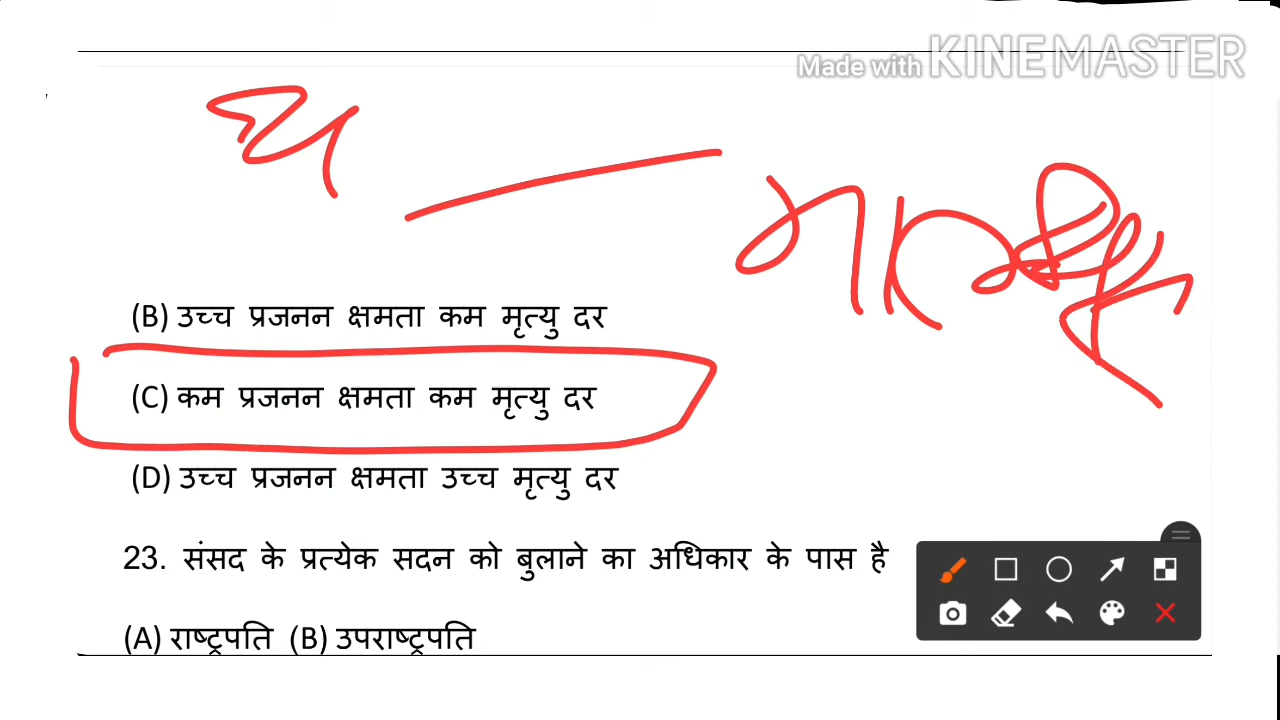 Made with KINEMASTER
(B) उच्च प्रजनन क्षमता कम मृत्यु दर
(C) कम प्रजनन क्षमता कम मृत्यु दर
(D) उच्च प्रजनन क्षमता उच्च मृत्यु दर
23. संसद के प्रत्येक सदन को बुलाने का अधिकार के पास है
(A) राष्ट्रपति (B) उपराष्ट्रपति